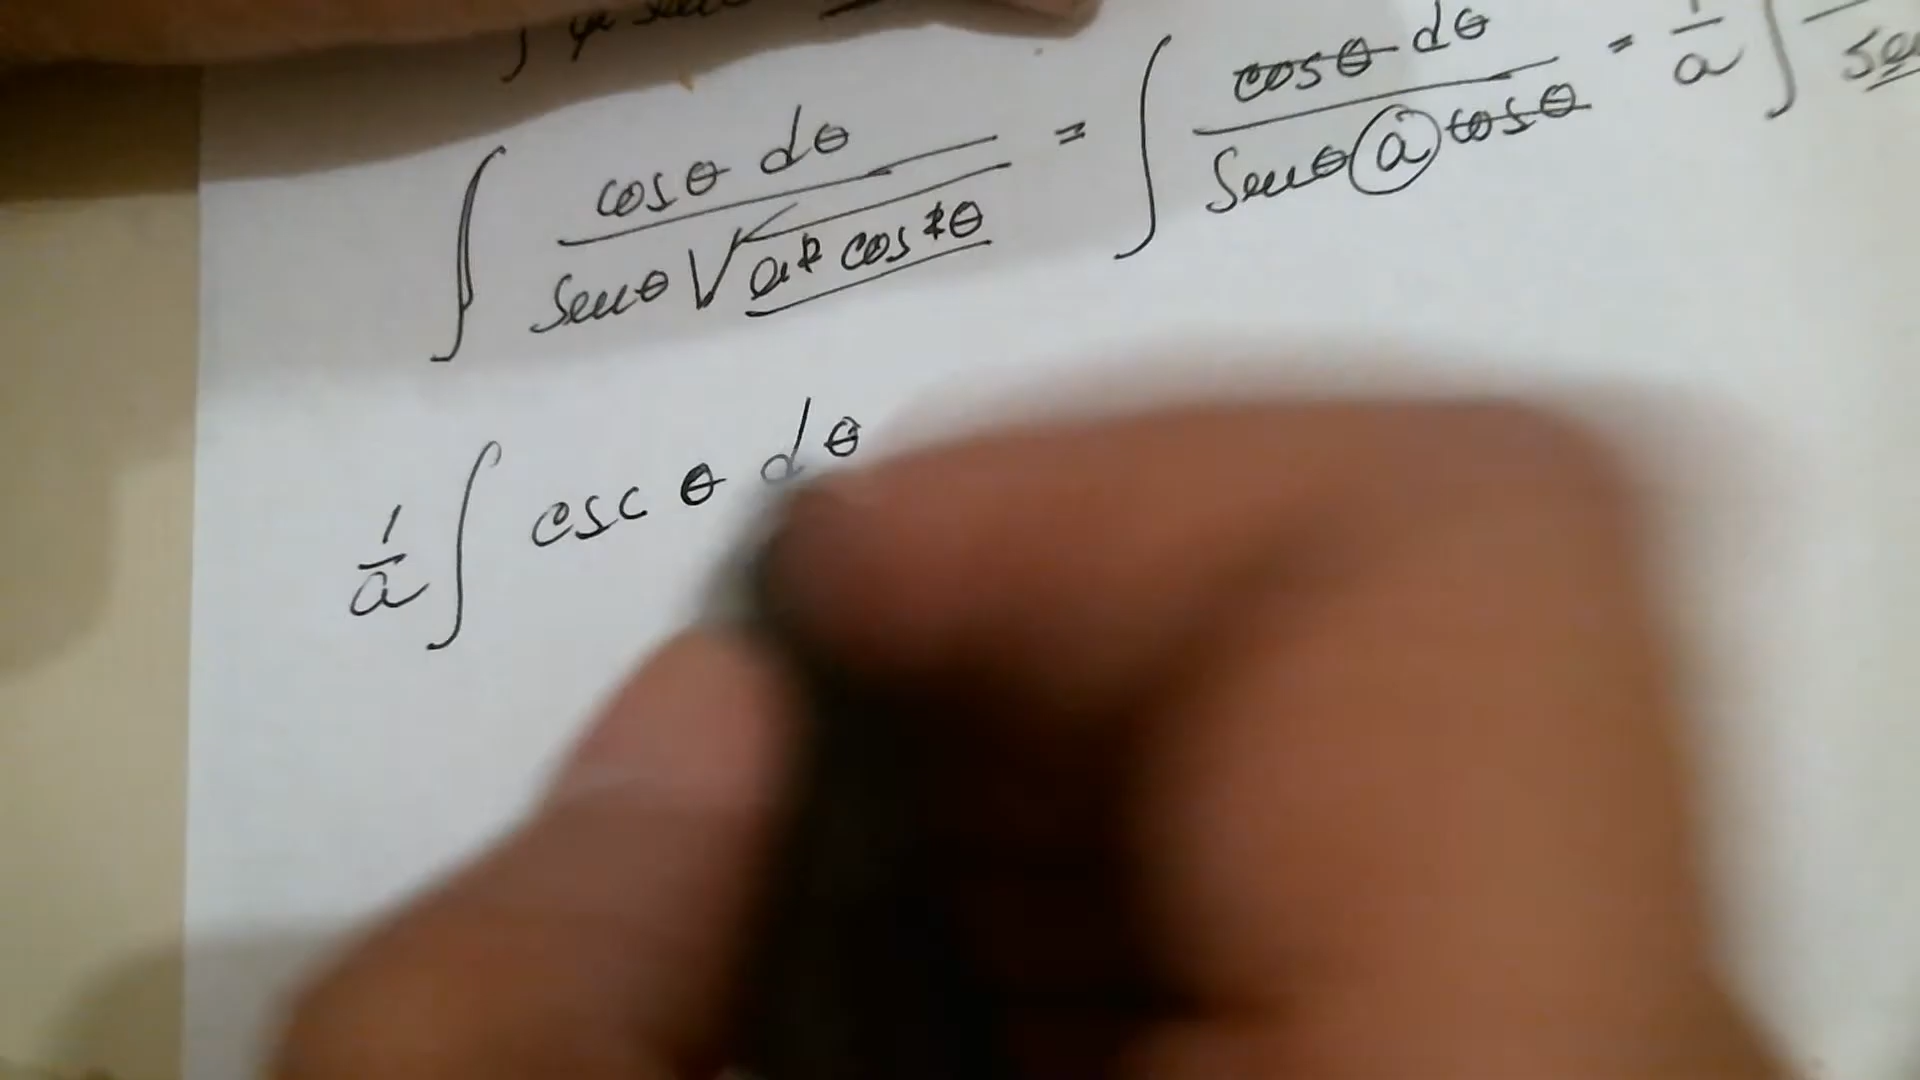 ∫ cosθ dθ / (senθ √(a² cos²θ)) = ∫ cosθ dθ / (senθ a cosθ) = 1/a ∫
1/a ∫ csc θ dθ